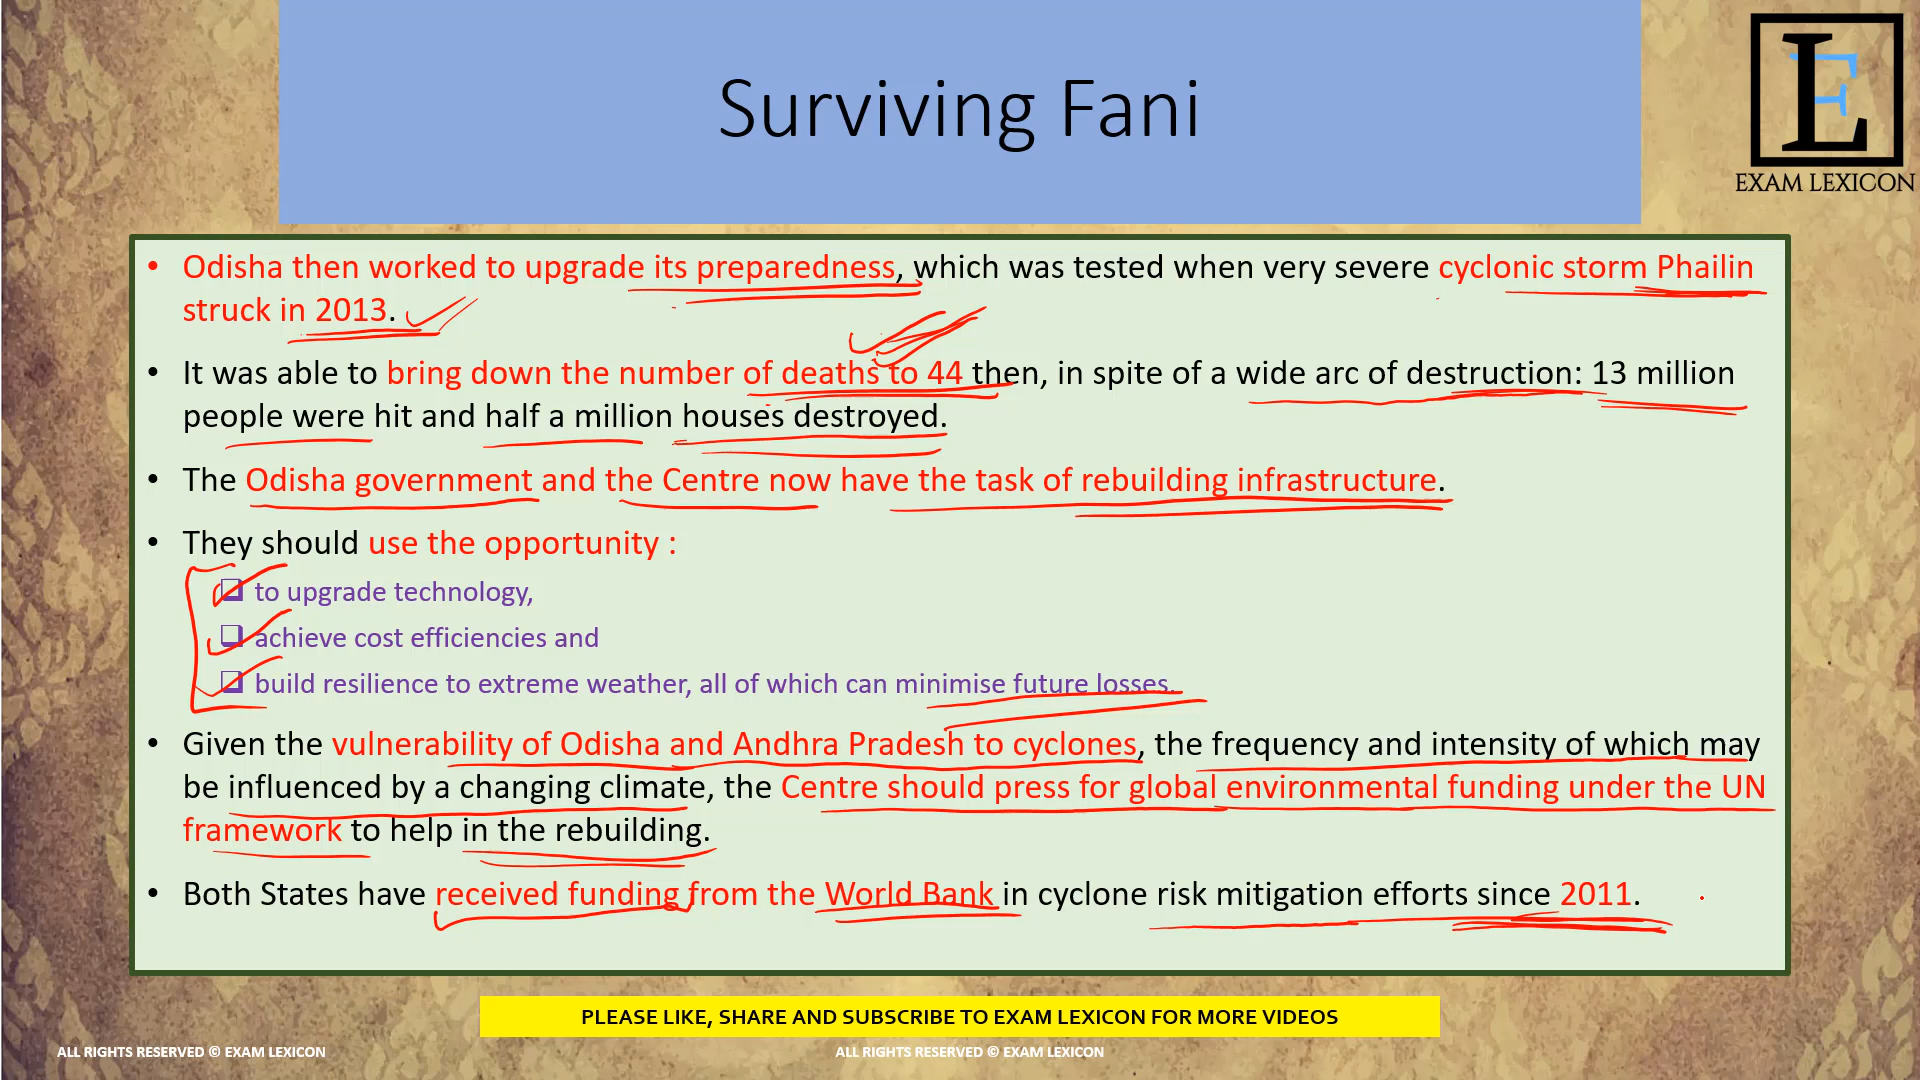 Surviving Fani
LE
EXAM LEXICON
• Odisha then worked to upgrade its preparedness, which was tested when very severe cyclonic storm Phailin
struck in 2013.
• It was able to bring down the number of deaths to 44 then, in spite of a wide arc of destruction: 13 million
people were hit and half a million houses destroyed.
• The Odisha government and the Centre now have the task of rebuilding infrastructure.
• They should use the opportunity :
❑ to upgrade technology,
❑ achieve cost efficiencies and
❑ build resilience to extreme weather, all of which can minimise future losses.
• Given the vulnerability of Odisha and Andhra Pradesh to cyclones, the frequency and intensity of which may
be influenced by a changing climate, the Centre should press for global environmental funding under the UN
framework to help in the rebuilding.
• Both States have received funding from the World Bank in cyclone risk mitigation efforts since 2011.
PLEASE LIKE, SHARE AND SUBSCRIBE TO EXAM LEXICON FOR MORE VIDEOS
ALL RIGHTS RESERVED © EXAM LEXICON
ALL RIGHTS RESERVED © EXAM LEXICON